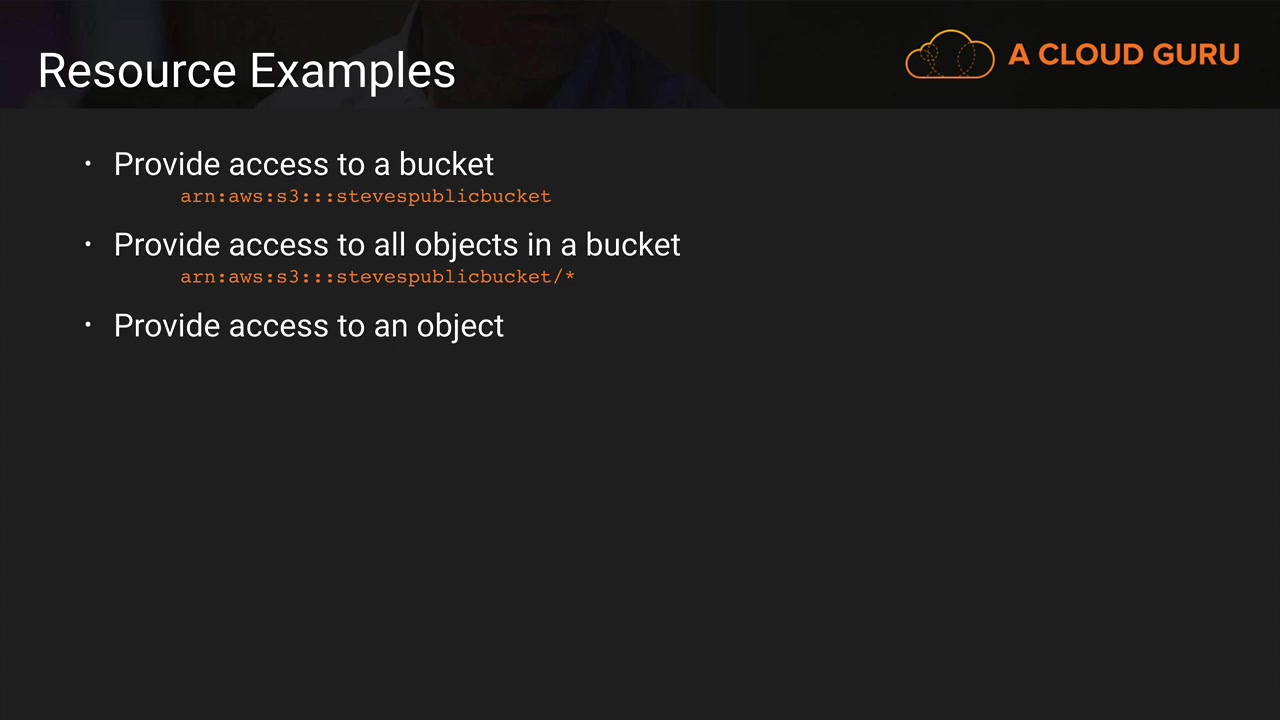 Resource Examples
A CLOUD GURU
• Provide access to a bucket
arn:aws:s3:::stevespublicbucket
• Provide access to all objects in a bucket
arn:aws:s3:::stevespublicbucket/*
• Provide access to an object